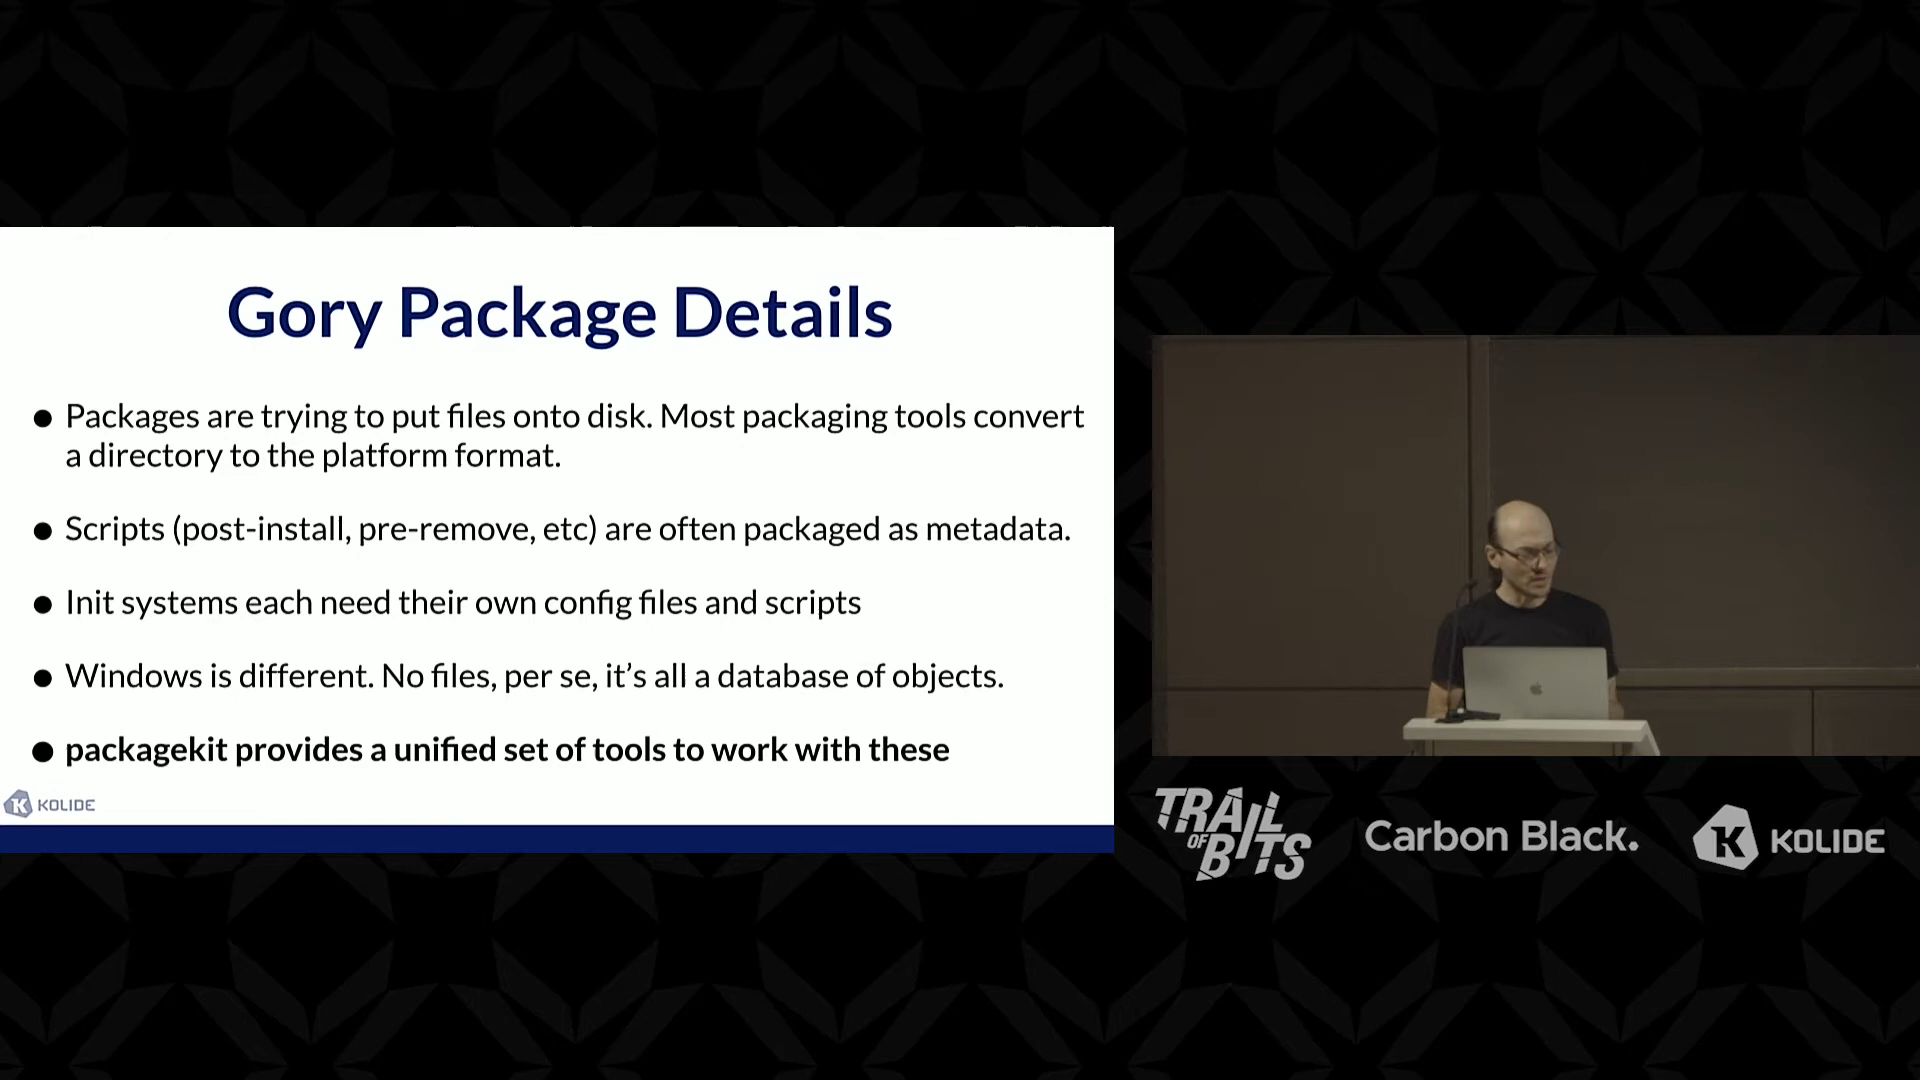 Gory Package Details
● Packages are trying to put files onto disk. Most packaging tools convert
a directory to the platform format.
● Scripts (post-install, pre-remove, etc) are often packaged as metadata.
● Init systems each need their own config files and scripts
● Windows is different. No files, per se, it’s all a database of objects.
● packagekit provides a unified set of tools to work with these
K KOLIDE
TRAIL
OF
BITS
Carbon Black.
K KOLIDE